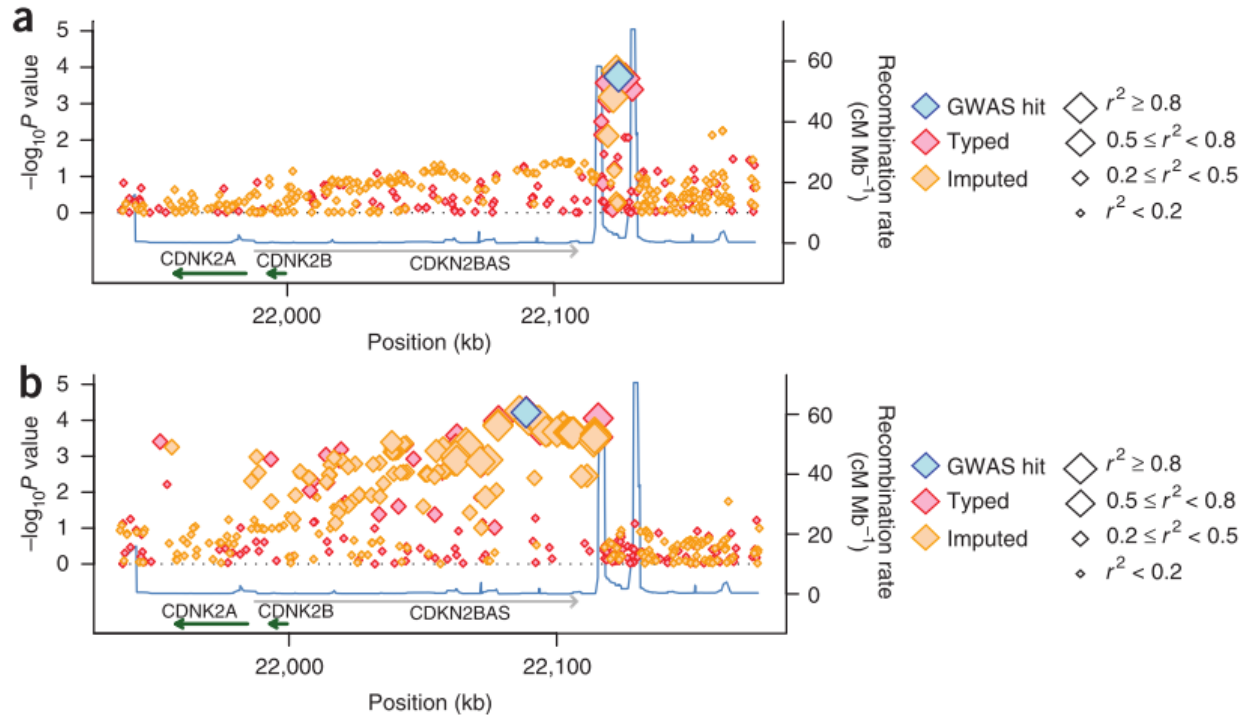 a
5
4
3
2
1
0
–log10P value
60
40
20
0
Recombination rate
(cM Mb−1)
GWAS hit
Typed
Imputed
r2 ≥ 0.8
0.5 ≤ r2 < 0.8
0.2 ≤ r2 < 0.5
r2 < 0.2
CDNK2A
CDNK2B
CDKN2BAS
22,000
22,100
Position (kb)
b
5
4
3
2
1
0
–log10P value
60
40
20
0
Recombination rate
(cM Mb−1)
GWAS hit
Typed
Imputed
r2 ≥ 0.8
0.5 ≤ r2 < 0.8
0.2 ≤ r2 < 0.5
r2 < 0.2
CDNK2A
CDNK2B
CDKN2BAS
22,000
22,100
Position (kb)